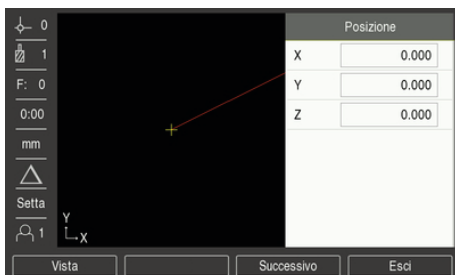 0
Posizione
1
X 0.000
F: 0
Y 0.000
0:00
Z 0.000
mm
Setta
1
Y
X
Vista
Successivo
Esci